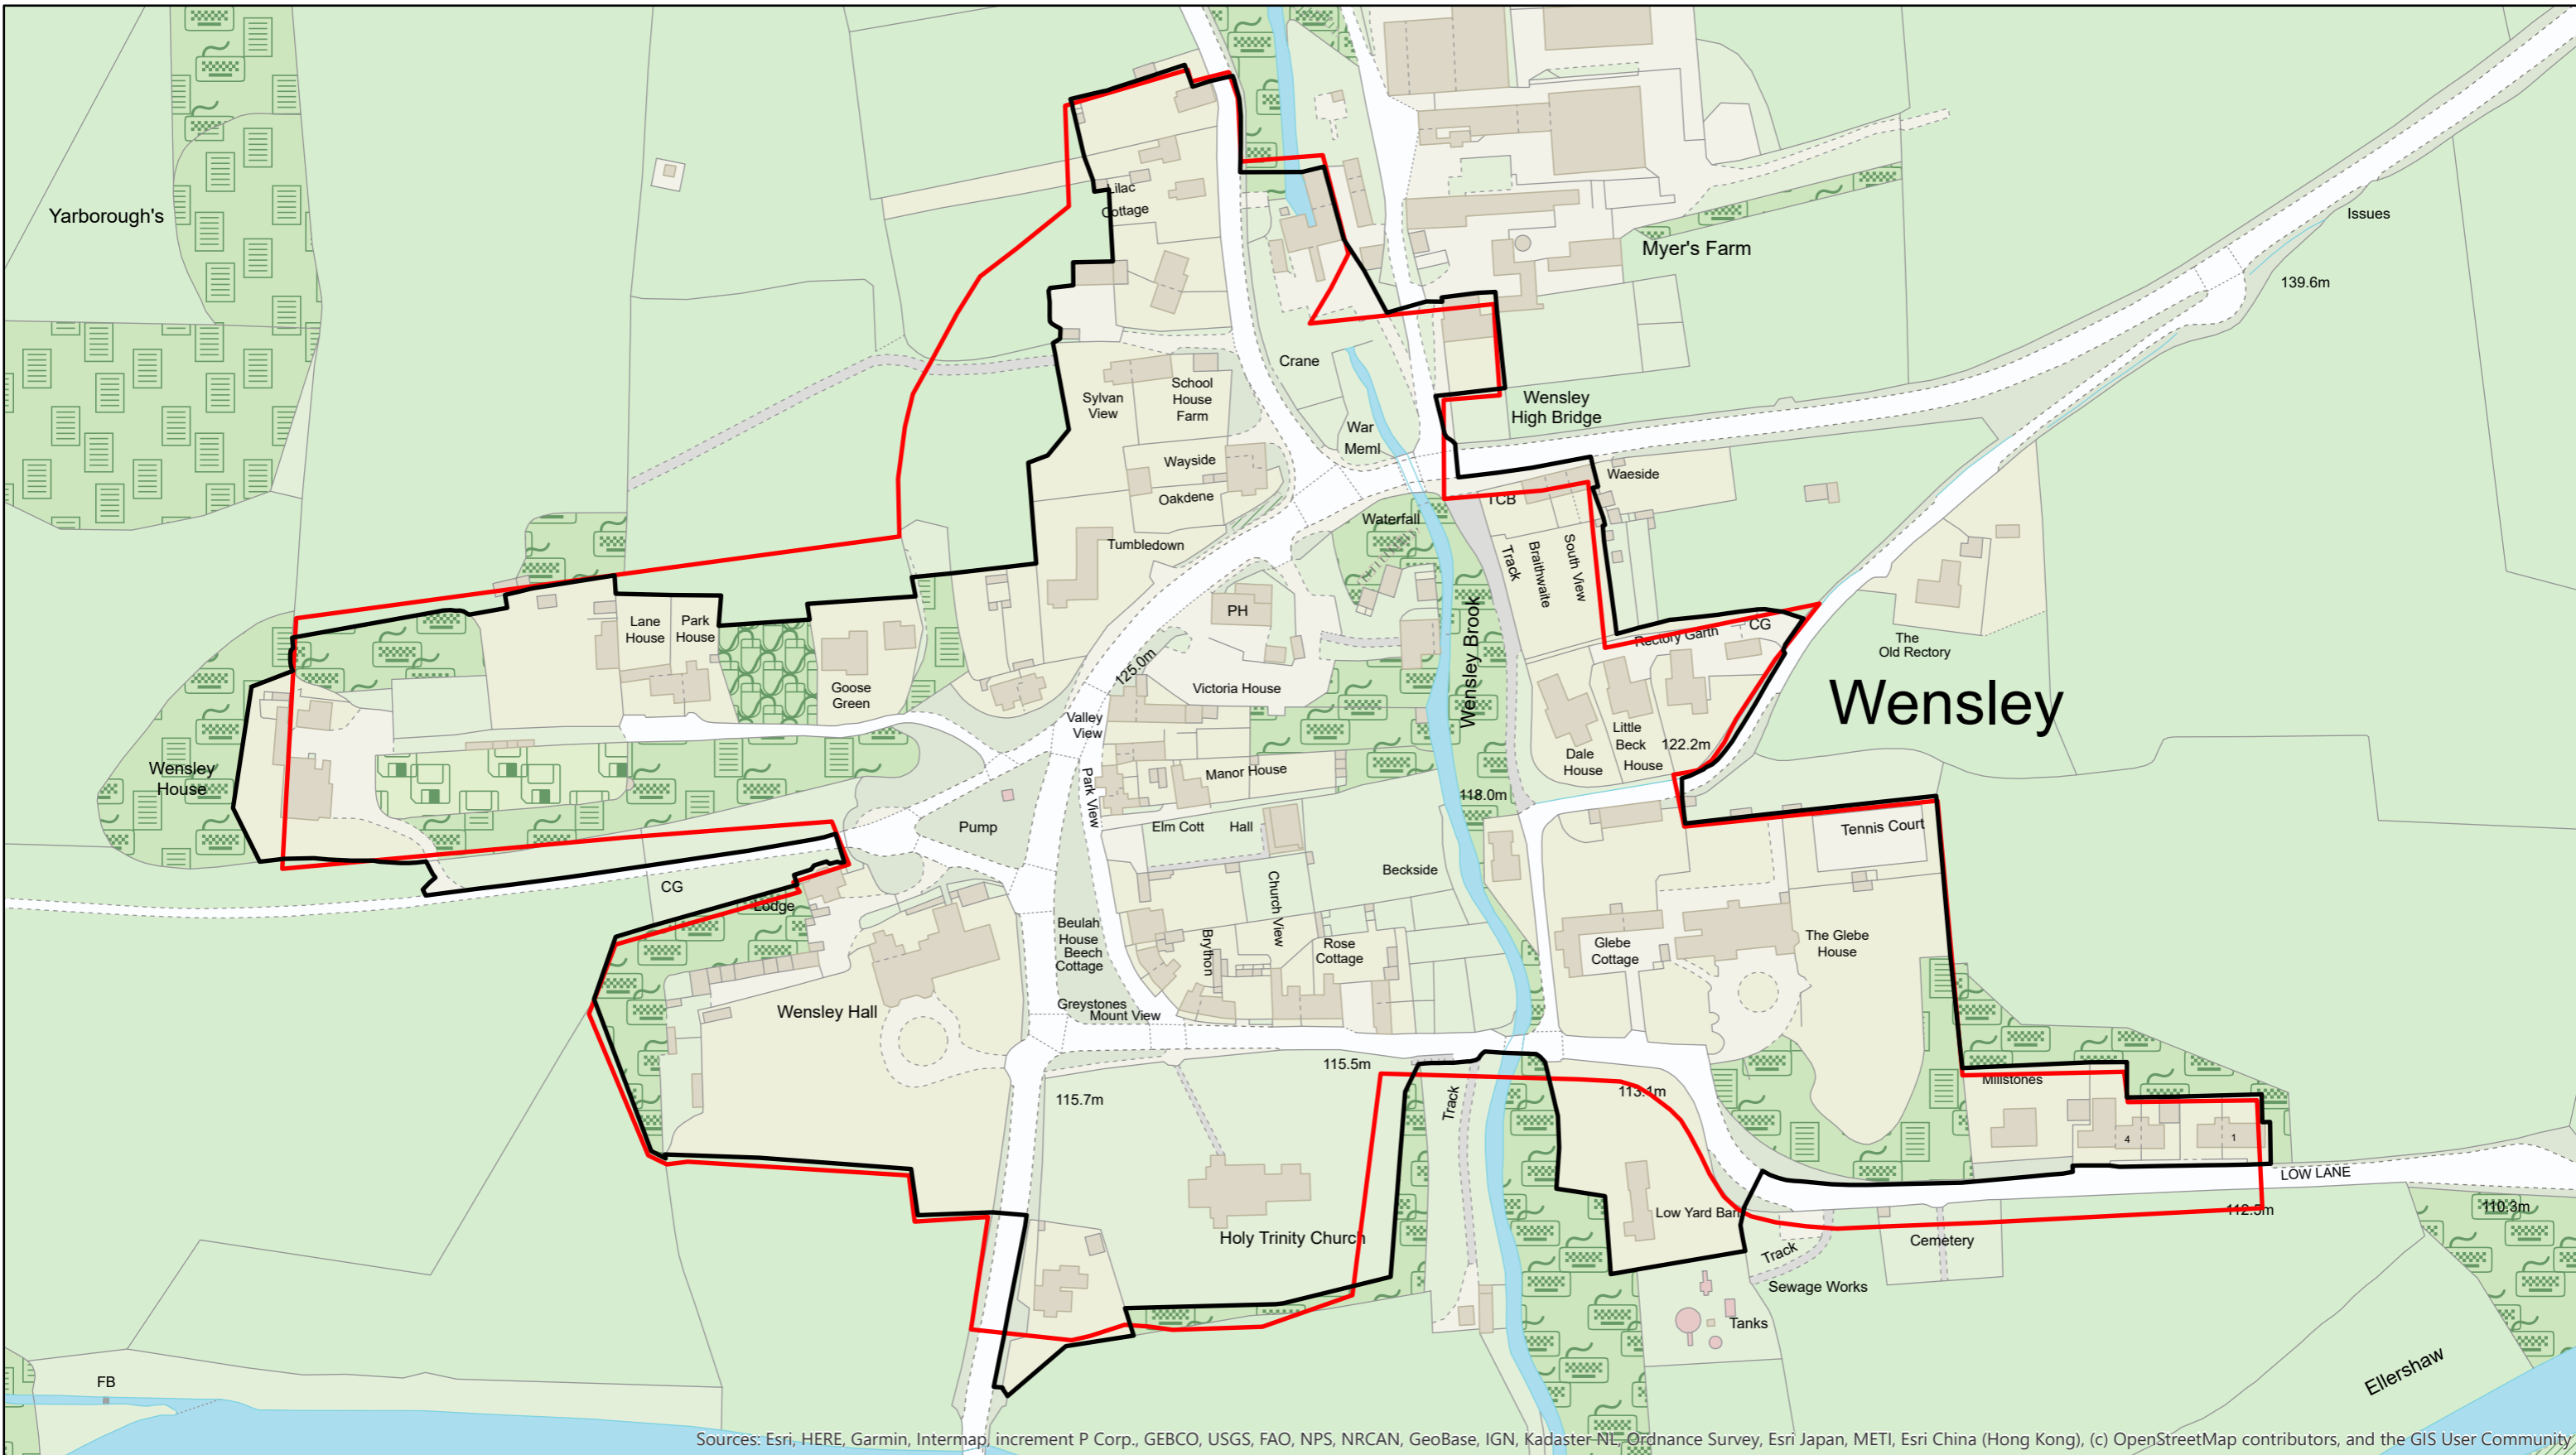 Yarborough's
Issues
139.6m
Myer's Farm
Lilac
Cottage
Crane
Sylvan
View
School
House
Farm
Wensley
High Bridge
War
Meml
Wayside
Oakdene
Waeside
TCB
Waterfall
Tumbledown
Track
Braithwaite
South View
Lane
House
Park
House
PH
Wensley Brook
Rectory Garth
CG
The
Old Rectory
Wensley
125.0m
Goose
Green
Victoria House
Valley
View
Little
Beck
House
122.2m
Dale
House
Wensley
House
Manor House
Park View
118.0m
Pump
Elm Cott
Hall
Tennis Court
Beckside
CG
Lodge
Church View
Beulah
House
Beech
Cottage
Brython
Rose
Cottage
Glebe
Cottage
The Glebe
House
Wensley Hall
Greystones
Mount View
115.5m
115.7m
Track
113.1m
Millstones
4
1
LOW LANE
112.5m
110.3m
Low Yard Barn
Holy Trinity Church
Track
Cemetery
Sewage Works
Tanks
FB
Ellershaw
Sources: Esri, HERE, Garmin, Intermap, increment P Corp., GEBCO, USGS, FAO, NPS, NRCAN, GeoBase, IGN, Kadaster NL, Ordnance Survey, Esri Japan, METI, Esri China (Hong Kong), (c) OpenStreetMap contributors, and the GIS User Community